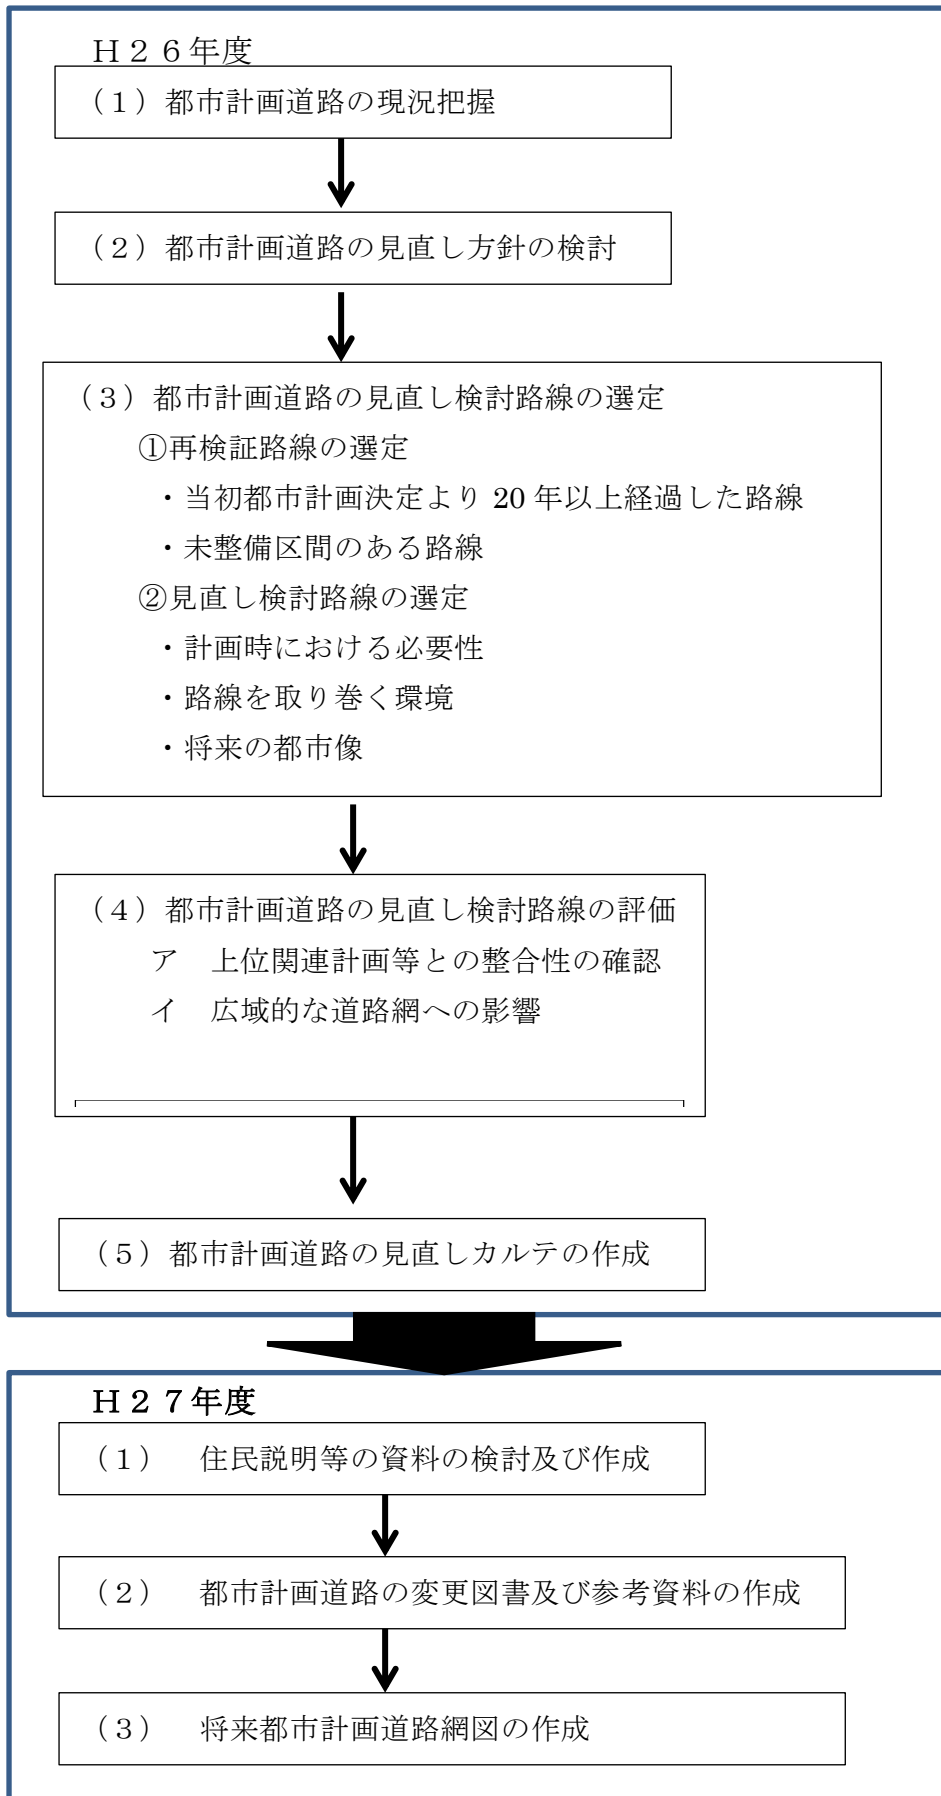 Ｈ２６年度
（１）都市計画道路の現況把握
（２）都市計画道路の見直し方針の検討
（３）都市計画道路の見直し検討路線の選定
①再検証路線の選定
・当初都市計画決定より 20 年以上経過した路線
・未整備区間のある路線
②見直し検討路線の選定
・計画時における必要性
・路線を取り巻く環境
・将来の都市像
（４）都市計画道路の見直し検討路線の評価
ア　上位関連計画等との整合性の確認
イ　広域的な道路網への影響
（５）都市計画道路の見直しカルテの作成
Ｈ２７年度
（１）　住民説明等の資料の検討及び作成
（２）　都市計画道路の変更図書及び参考資料の作成
（３）　将来都市計画道路網図の作成